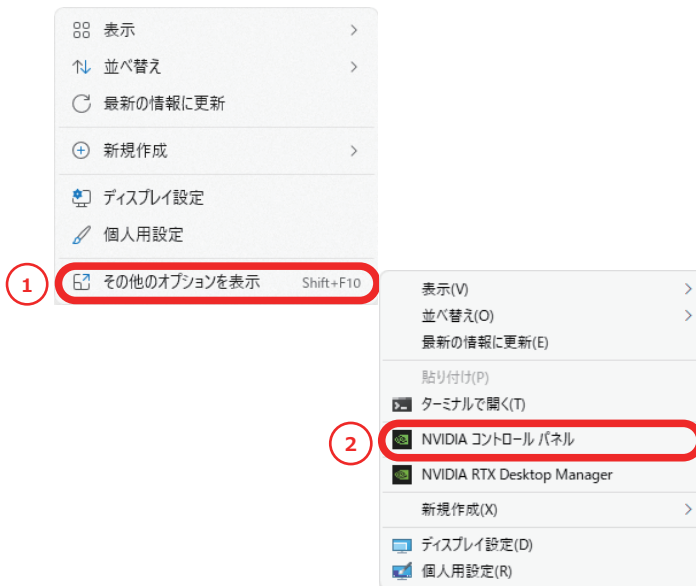 表示
並べ替え
最新の情報に更新
新規作成
ディスプレイ設定
個人用設定
1
その他のオプションを表示 Shift+F10
表示(V)
並べ替え(O)
最新の情報に更新(E)
貼り付け(P)
ターミナルで開く(T)
2
NVIDIA コントロール パネル
NVIDIA RTX Desktop Manager
新規作成(X)
ディスプレイ設定(D)
個人用設定(R)